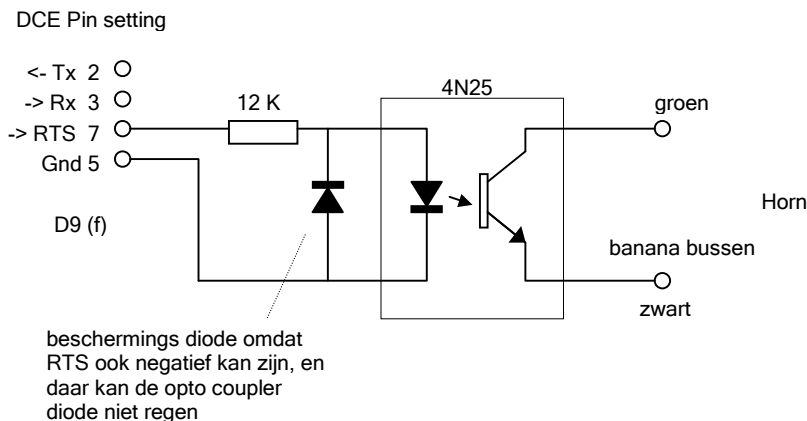 DCE Pin setting
<- Tx 2
-> Rx 3
-> RTS 7
Gnd 5
D9 (f)
12 K
4N25
groen
Horn
banana bussen
zwart
beschermings diode omdat
RTS ook negatief kan zijn, en
daar kan de opto coupler
diode niet regen